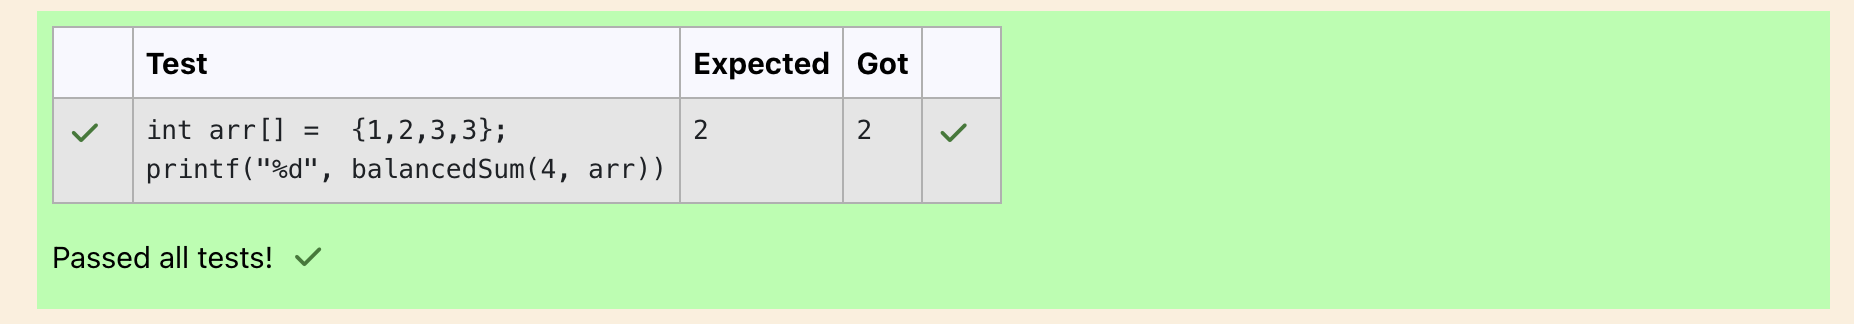 Test Expected Got
int arr[] =  {1,2,3,3}; 2 2
printf("%d", balancedSum(4, arr))
Passed all tests!